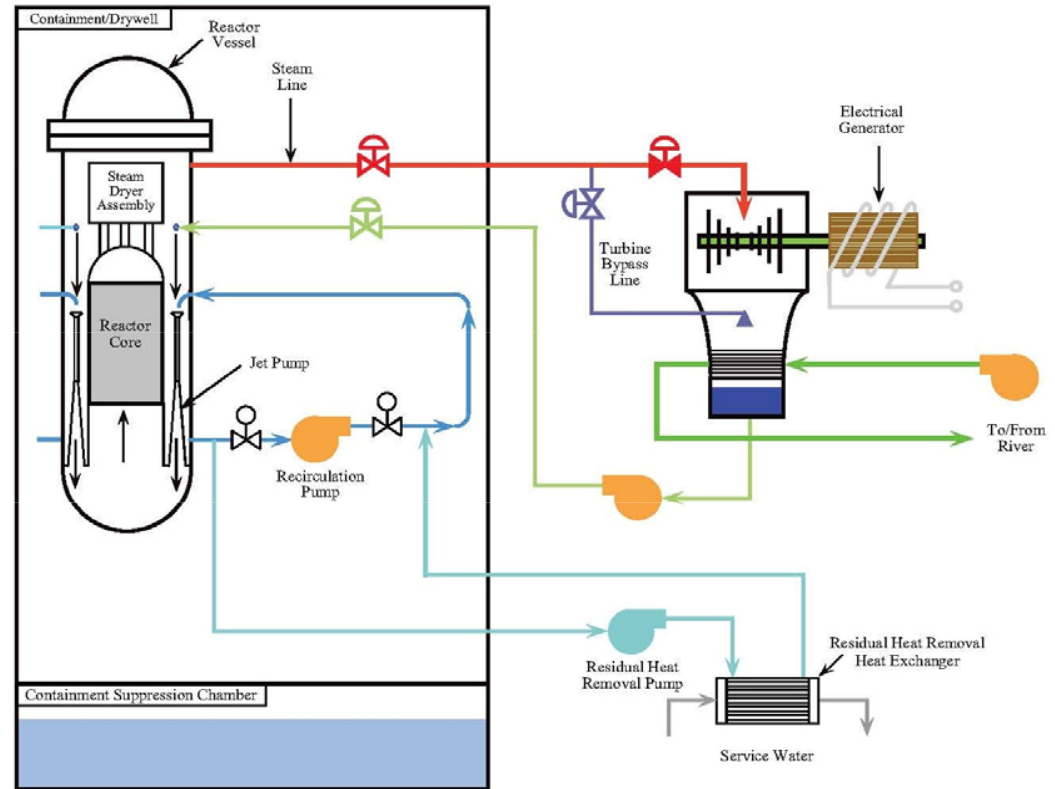 Containment/Drywell
Reactor
Vessel
Steam
Line
Electrical
Generator
Steam
Dryer
Assembly
Turbine
Bypass
Line
Reactor
Core
Jet Pump
To/From
River
Recirculation
Pump
Residual Heat
Removal Pump
Residual Heat Removal
Heat Exchanger
Containment Suppression Chamber
Service Water